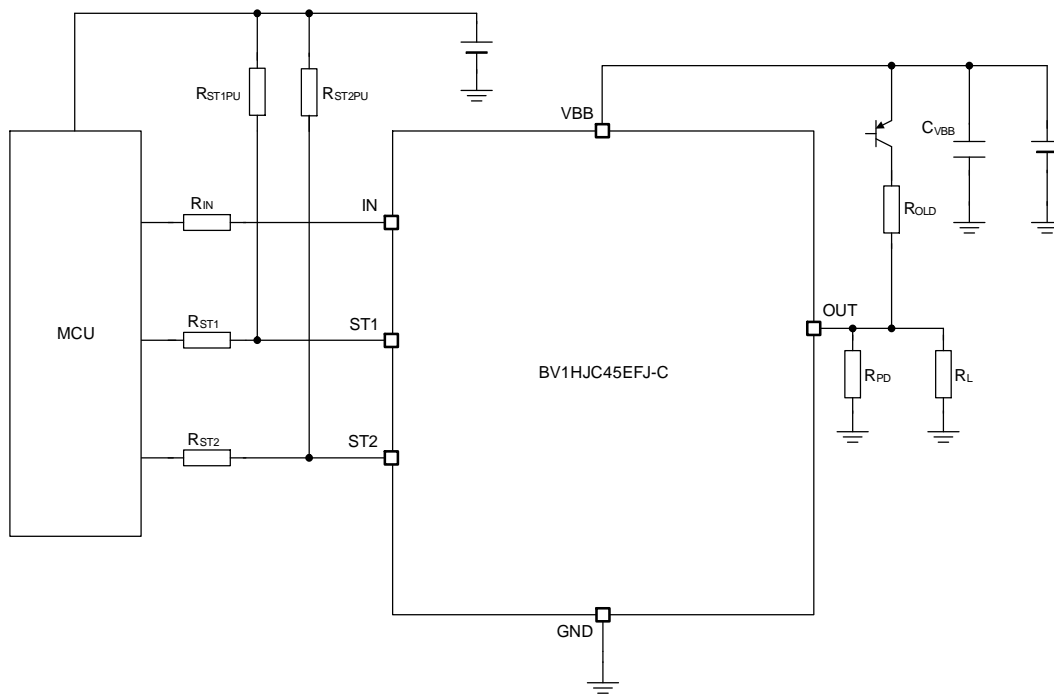 RST1PU
RST2PU
VBB
CVBB
RIN
IN
ROLD
RST1
ST1
OUT
MCU
BV1HJC45EFJ-C
RPD
RL
RST2
ST2
GND